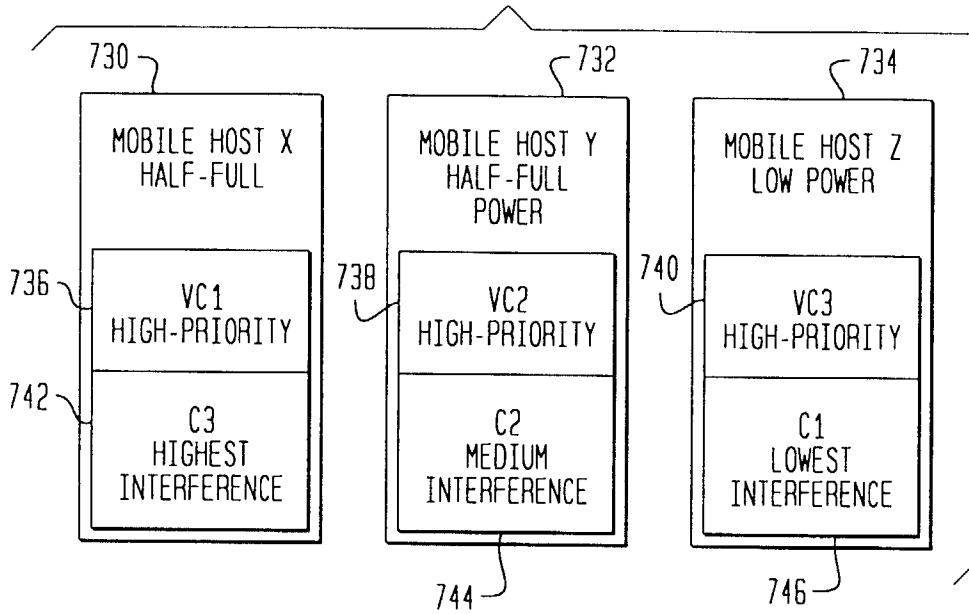 730
732
734
MOBILE HOST X
HALF-FULL
MOBILE HOST Y
HALF-FULL
POWER
MOBILE HOST Z
LOW POWER
736
VC1
HIGH-PRIORITY
738
VC2
HIGH-PRIORITY
740
VC3
HIGH-PRIORITY
742
C3
HIGHEST
INTERFERENCE
C2
MEDIUM
INTERFERENCE
C1
LOWEST
INTERFERENCE
744
746